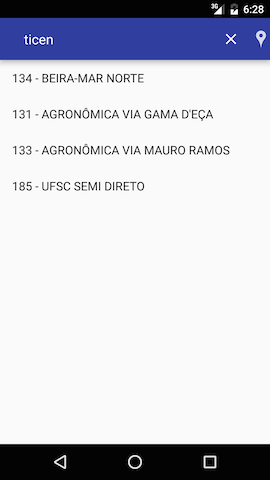 3G 6:28
ticen
134 - BEIRA-MAR NORTE
131 - AGRONÔMICA VIA GAMA D'EÇA
133 - AGRONÔMICA VIA MAURO RAMOS
185 - UFSC SEMI DIRETO